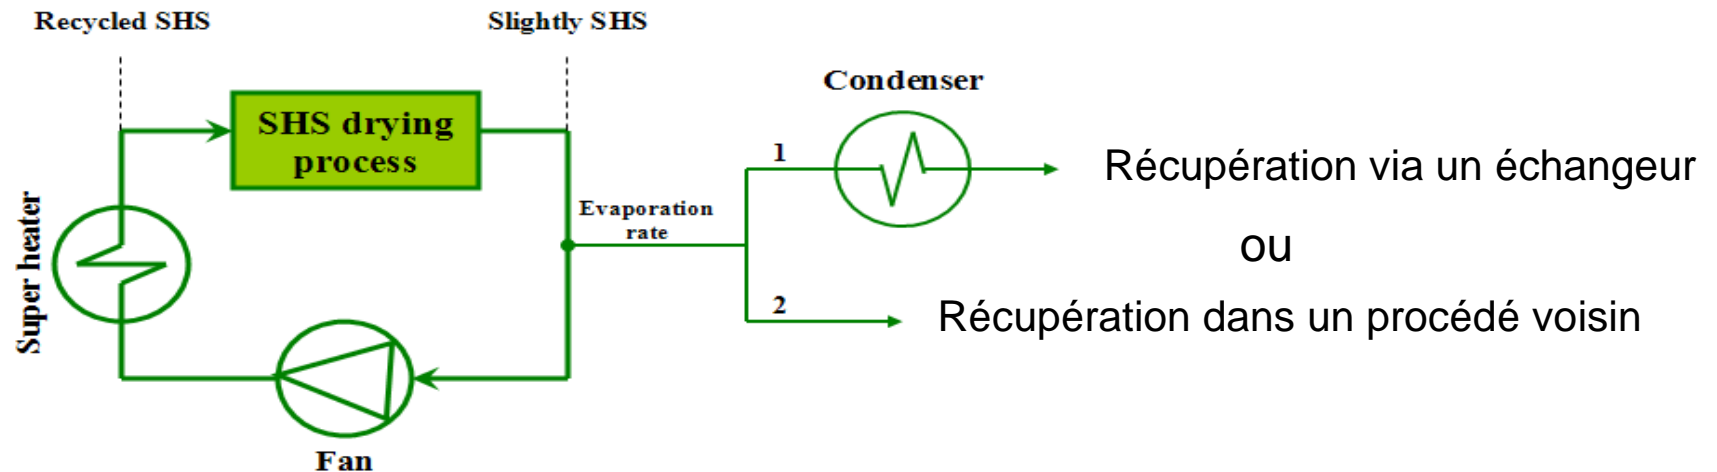 Recycled SHS
Slightly SHS
Condenser
SHS drying
process
1
Récupération via un échangeur
Evaporation
rate
ou
Super heater
2
Récupération dans un procédé voisin
Fan